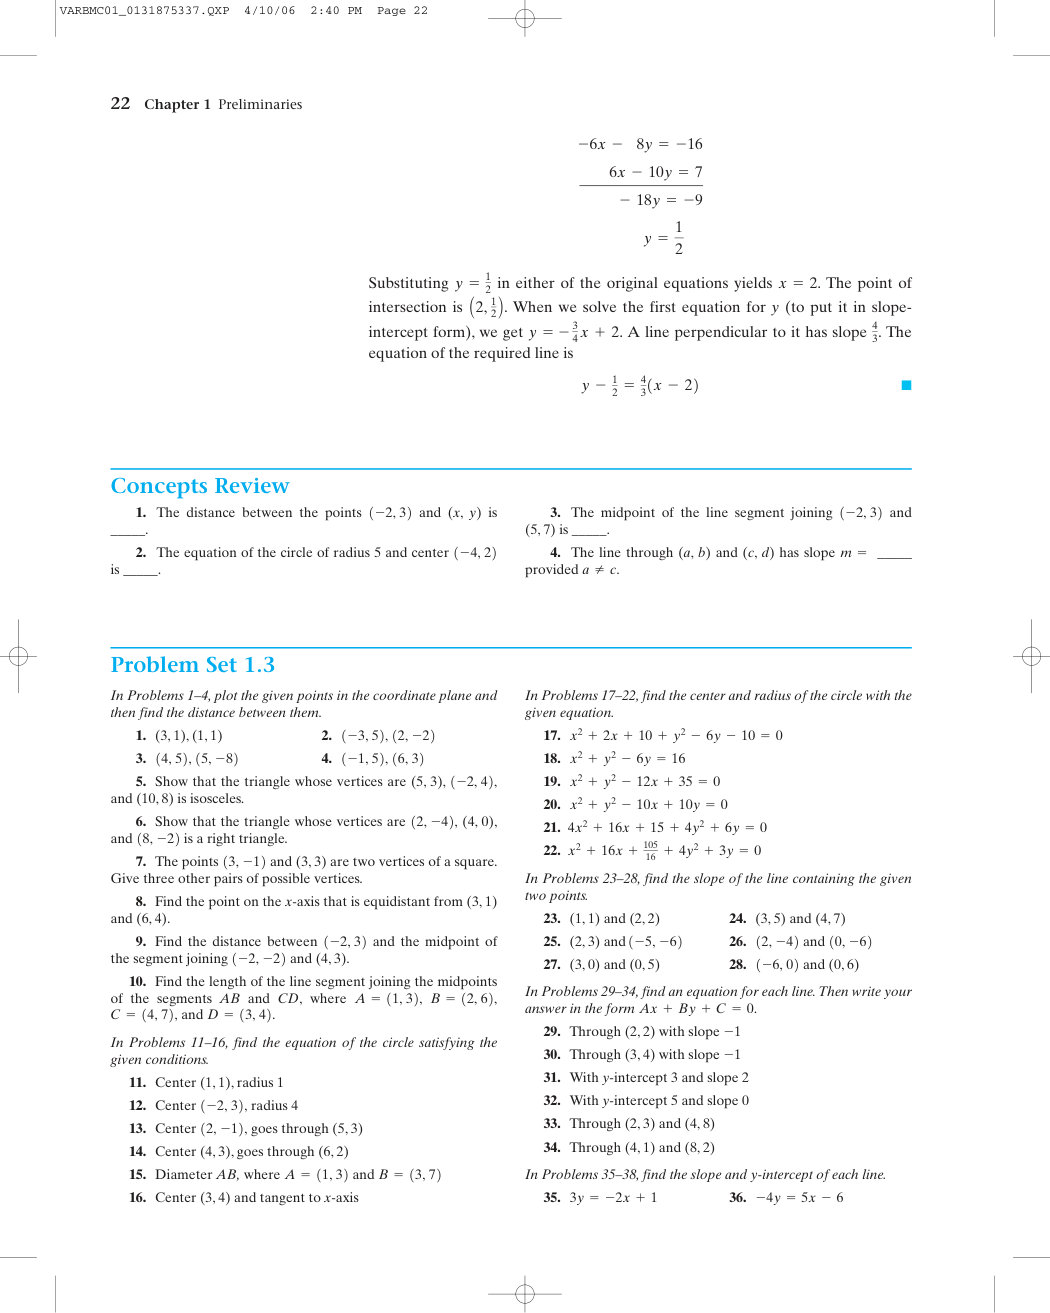 VARBMC01_0131875337.QXP 4/10/06 2:40 PM Page 22
22 Chapter 1 Preliminaries
−6x − 8y = −16
6x − 10y = 7
− 18y = −9
y = 1/2
Substituting y = 1/2 in either of the original equations yields x = 2. The point of
intersection is (2, 1/2). When we solve the first equation for y (to put it in slope-
intercept form), we get y = −3/4 x + 2. A line perpendicular to it has slope 4/3. The
equation of the required line is
y − 1/2 = 4/3(x − 2)
Concepts Review
1. The distance between the points (−2, 3) and (x, y) is
_____.
2. The equation of the circle of radius 5 and center (−4, 2)
is _____.
3. The midpoint of the line segment joining (−2, 3) and
(5, 7) is _____.
4. The line through (a, b) and (c, d) has slope m = _____
provided a ≠ c.
Problem Set 1.3
In Problems 1–4, plot the given points in the coordinate plane and
then find the distance between them.
1. (3, 1), (1, 1) 2. (−3, 5), (2, −2)
3. (4, 5), (5, −8) 4. (−1, 5), (6, 3)
5. Show that the triangle whose vertices are (5, 3), (−2, 4),
and (10, 8) is isosceles.
6. Show that the triangle whose vertices are (2, −4), (4, 0),
and (8, −2) is a right triangle.
7. The points (3, −1) and (3, 3) are two vertices of a square.
Give three other pairs of possible vertices.
8. Find the point on the x-axis that is equidistant from (3, 1)
and (6, 4).
9. Find the distance between (−2, 3) and the midpoint of
the segment joining (−2, −2) and (4, 3).
10. Find the length of the line segment joining the midpoints
of the segments AB and CD, where A = (1, 3), B = (2, 6),
C = (4, 7), and D = (3, 4).
In Problems 11–16, find the equation of the circle satisfying the
given conditions.
11. Center (1, 1), radius 1
12. Center (−2, 3), radius 4
13. Center (2, −1), goes through (5, 3)
14. Center (4, 3), goes through (6, 2)
15. Diameter AB, where A = (1, 3) and B = (3, 7)
16. Center (3, 4) and tangent to x-axis
In Problems 17–22, find the center and radius of the circle with the
given equation.
17. x² + 2x + 10 + y² − 6y − 10 = 0
18. x² + y² − 6y = 16
19. x² + y² − 12x + 35 = 0
20. x² + y² − 10x + 10y = 0
21. 4x² + 16x + 15 + 4y² + 6y = 0
22. x² + 16x + 105/16 + 4y² + 3y = 0
In Problems 23–28, find the slope of the line containing the given
two points.
23. (1, 1) and (2, 2) 24. (3, 5) and (4, 7)
25. (2, 3) and (−5, −6) 26. (2, −4) and (0, −6)
27. (3, 0) and (0, 5) 28. (−6, 0) and (0, 6)
In Problems 29–34, find an equation for each line. Then write your
answer in the form Ax + By + C = 0.
29. Through (2, 2) with slope −1
30. Through (3, 4) with slope −1
31. With y-intercept 3 and slope 2
32. With y-intercept 5 and slope 0
33. Through (2, 3) and (4, 8)
34. Through (4, 1) and (8, 2)
In Problems 35–38, find the slope and y-intercept of each line.
35. 3y = −2x + 1 36. −4y = 5x − 6